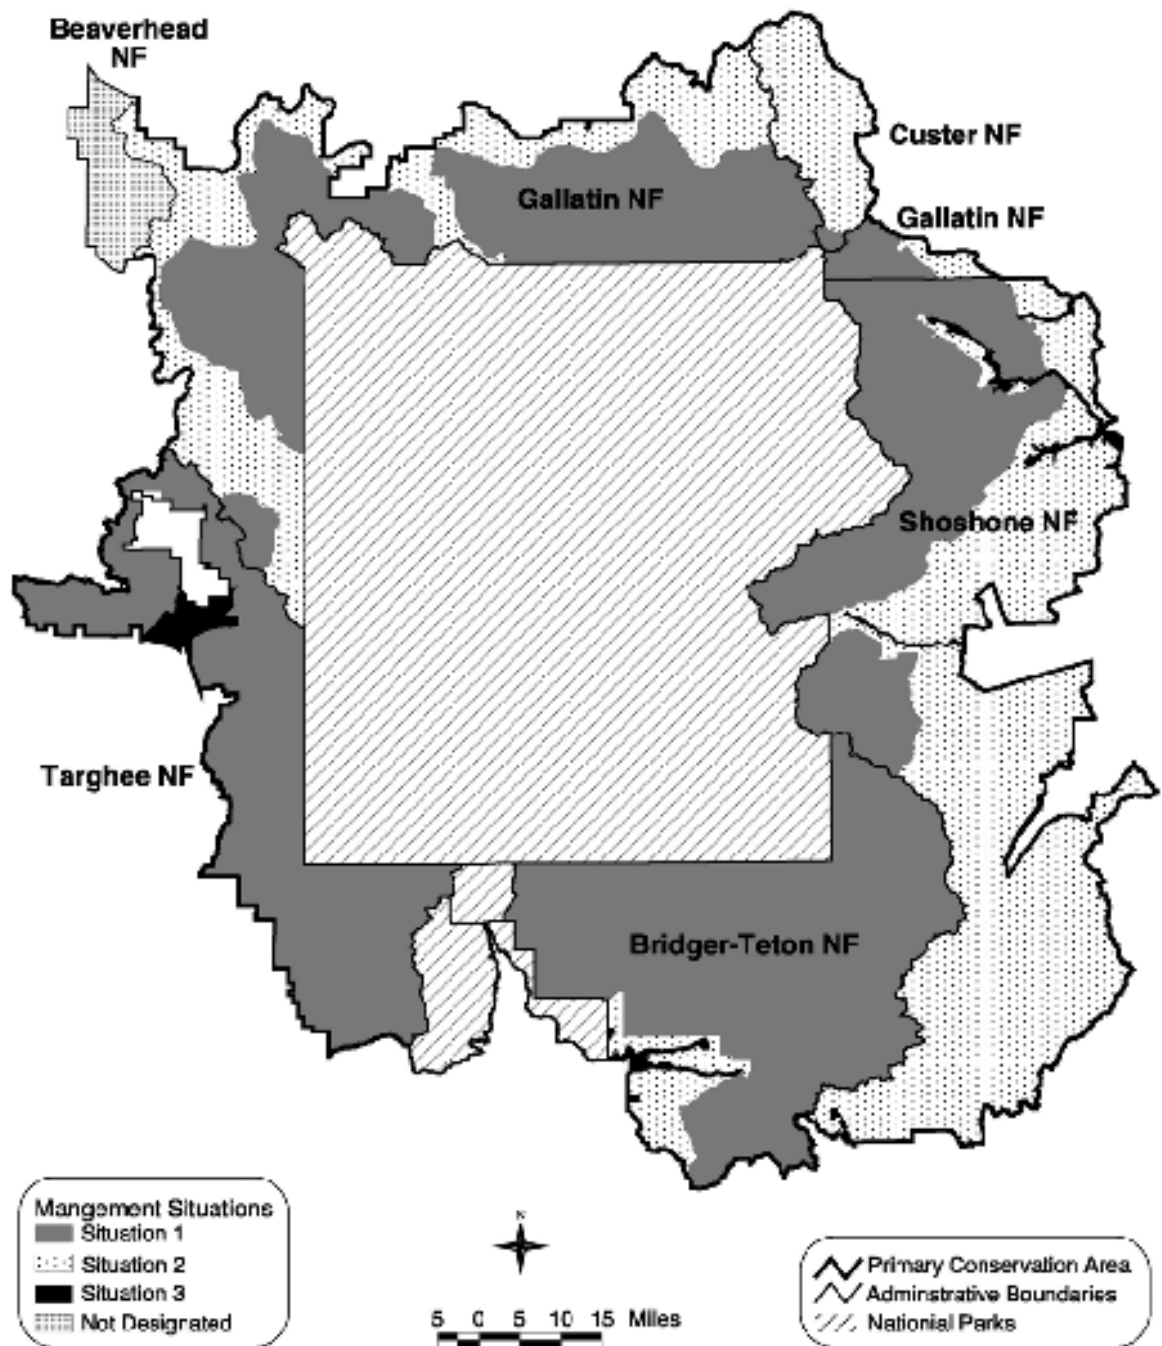 Beaverhead
NF
Custer NF
Gallatin NF
Gallatin NF
Shoshone NF
Targhee NF
Bridger-Teton NF
Mangement Situations
Situation 1
Situation 2
Situation 3
Not Designated
N
5 0 5 10 15 Miles
Primary Conservation Area
Adminstrative Boundaries
Nationial Parks